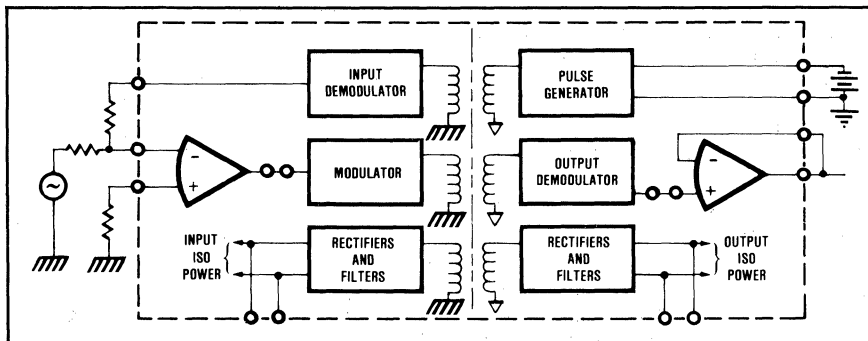 INPUT
DEMODULATOR
PULSE
GENERATOR
-
+
MODULATOR
OUTPUT
DEMODULATOR
-
+
INPUT
ISO
POWER
RECTIFIERS
AND
FILTERS
RECTIFIERS
AND
FILTERS
OUTPUT
ISO
POWER